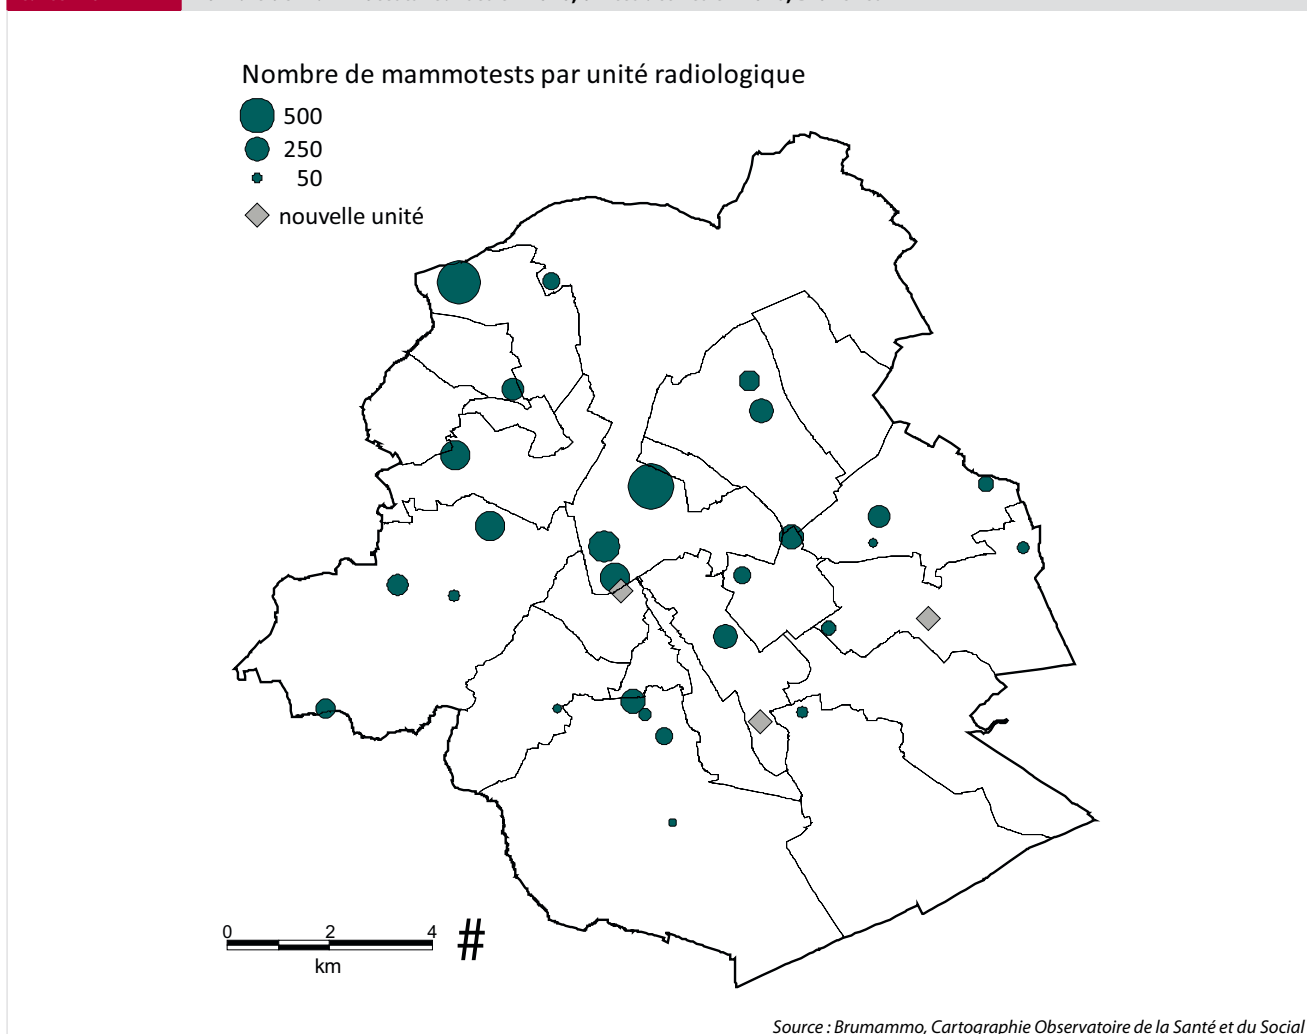 Nombre de mammotests par unité radiologique
500
250
50
nouvelle unité
0 2 4
km
#
Source : Brumammo, Cartographie Observatoire de la Santé et du Social